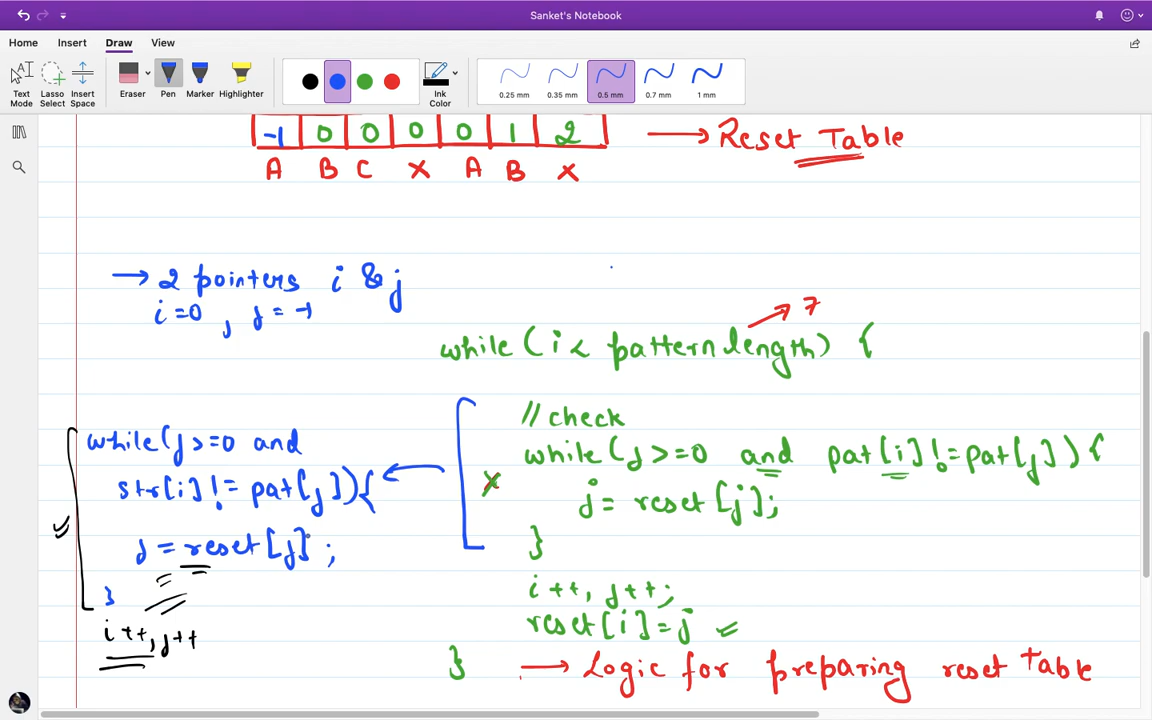 Sanket's Notebook
Home Insert Draw View
Text Mode
Lasso Select
Insert Space
Eraser
Pen
Marker
Highlighter
Ink Color
0.25 mm 0.35 mm 0.5 mm 0.7 mm 1 mm
-1 0 0 0 0 1 2 → Reset Table
A B C X A B X
→ 2 pointers i & j
i = 0 , j = -1
→ 7
while ( i < pattern length ) {
// check
while ( j >= 0 and pat[i] != pat[j] ) {
j = reset [j];
}
i++, j++;
reset[i] = j
}
→ Logic for preparing reset table
while ( j >= 0 and
str[i] != pat[j] ) {
j = reset [j] ;
}
i++, j++